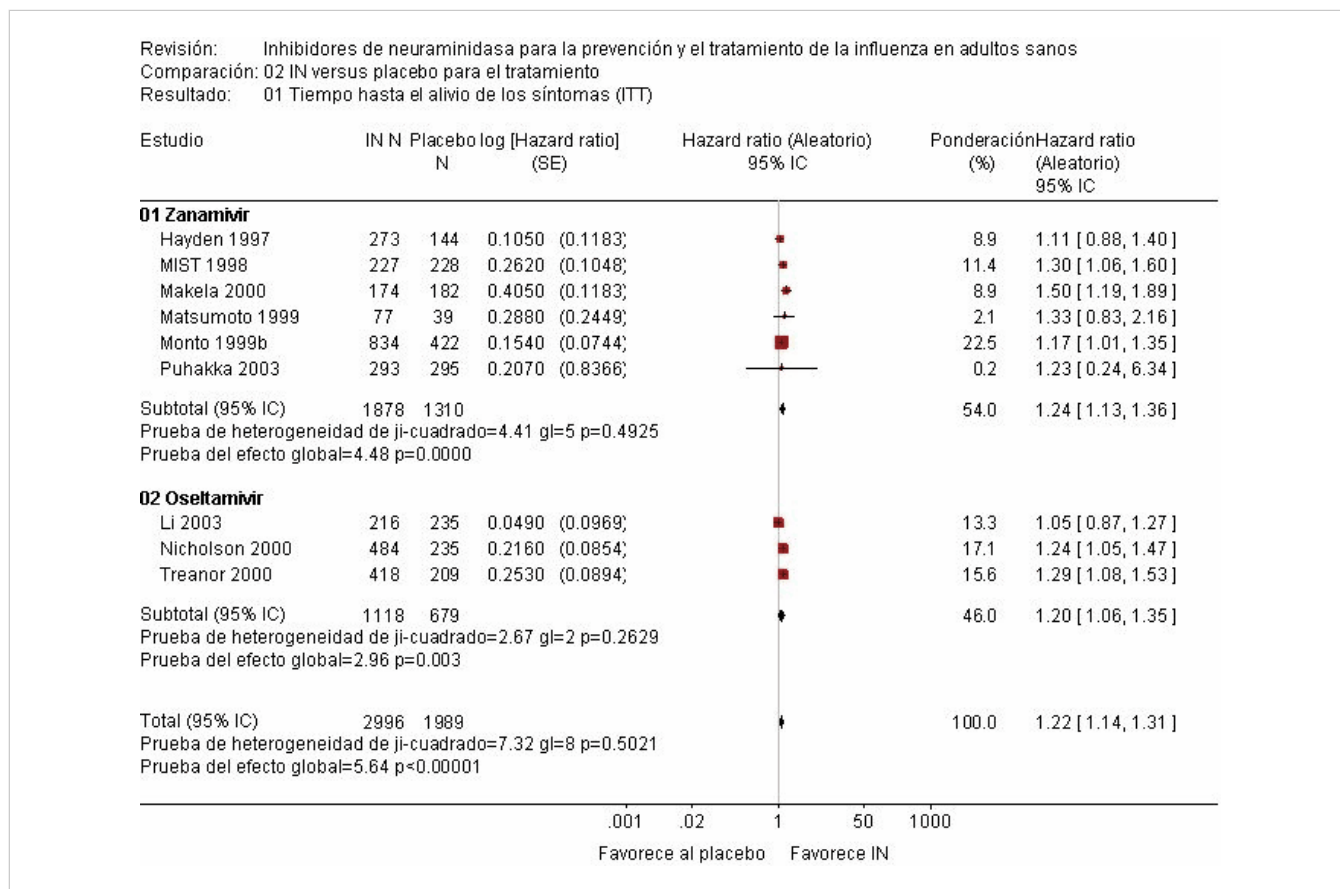 Revisión: Inhibidores de neuraminidasa para la prevención y el tratamiento de la influenza en adultos sanos
Comparación: 02 IN versus placebo para el tratamiento
Resultado: 01 Tiempo hasta el alivio de los síntomas (ITT)
Estudio IN N Placebo log [Hazard ratio] Hazard ratio (Aleatorio) Ponderación Hazard ratio
N (SE) 95% IC (%) (Aleatorio)
95% IC
01 Zanamivir
Hayden 1997 273 144 0.1050 (0.1183) 8.9 1.11 [ 0.88, 1.40 ]
MIST 1998 227 228 0.2620 (0.1048) 11.4 1.30 [ 1.06, 1.60 ]
Makela 2000 174 182 0.4050 (0.1183) 8.9 1.50 [ 1.19, 1.89 ]
Matsumoto 1999 77 39 0.2880 (0.2449) 2.1 1.33 [ 0.83, 2.16 ]
Monto 1999b 834 422 0.1540 (0.0744) 22.5 1.17 [ 1.01, 1.35 ]
Puhakka 2003 293 295 0.2070 (0.8366) 0.2 1.23 [ 0.24, 6.34 ]
Subtotal (95% IC) 1878 1310 54.0 1.24 [ 1.13, 1.36 ]
Prueba de heterogeneidad de ji-cuadrado=4.41 gl=5 p=0.4925
Prueba del efecto global=4.48 p=0.0000
02 Oseltamivir
Li 2003 216 235 0.0490 (0.0969) 13.3 1.05 [ 0.87, 1.27 ]
Nicholson 2000 484 235 0.2160 (0.0854) 17.1 1.24 [ 1.05, 1.47 ]
Treanor 2000 418 209 0.2530 (0.0894) 15.6 1.29 [ 1.08, 1.53 ]
Subtotal (95% IC) 1118 679 46.0 1.20 [ 1.06, 1.35 ]
Prueba de heterogeneidad de ji-cuadrado=2.67 gl=2 p=0.2629
Prueba del efecto global=2.96 p=0.003
Total (95% IC) 2996 1989 100.0 1.22 [ 1.14, 1.31 ]
Prueba de heterogeneidad de ji-cuadrado=7.32 gl=8 p=0.5021
Prueba del efecto global=5.64 p<0.00001
.001 .02 1 50 1000
Favorece al placebo Favorece IN